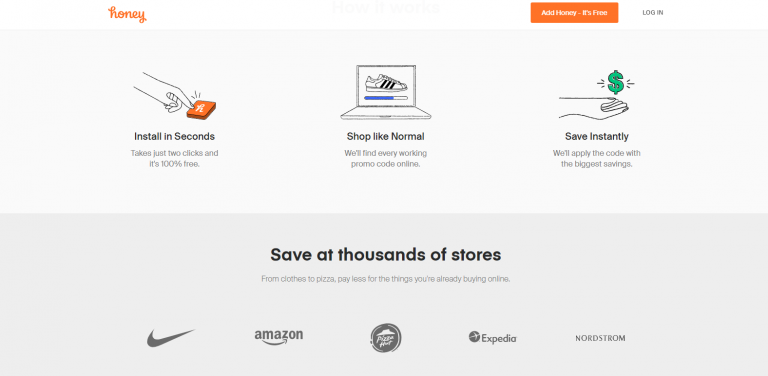 honey
How it works
Add Honey - It's Free
LOG IN
Install in Seconds
Takes just two clicks and
it's 100% free.
Shop like Normal
We'll find every working
promo code online.
Save Instantly
We'll apply the code with
the biggest savings.
Save at thousands of stores
From clothes to pizza, pay less for the things you're already buying online.
amazon
Pizza
Hut
Expedia
NORDSTROM